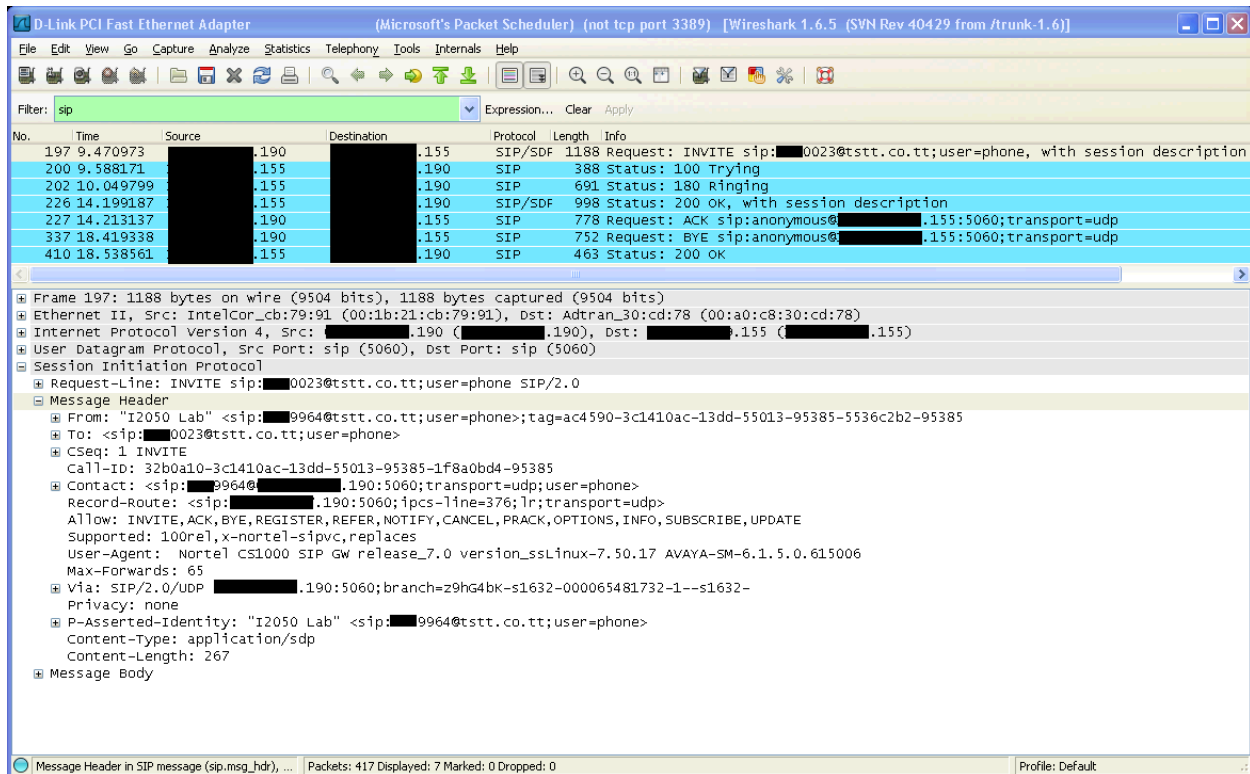 D-Link PCI Fast Ethernet Adapter (Microsoft's Packet Scheduler) (not tcp port 3389) [Wireshark 1.6.5 (SVN Rev 40429 from /trunk-1.6)]
File Edit View Go Capture Analyze Statistics Telephony Tools Internals Help
Filter: sip Expression... Clear Apply
No. Time Source Destination Protocol Length Info
197 9.470973 .190 .155 SIP/SDF 1188 Request: INVITE sip: 0023@tstt.co.tt;user=phone, with session description
200 9.588171 .155 .190 SIP 388 Status: 100 Trying
202 10.049799 .155 .190 SIP 691 Status: 180 Ringing
226 14.199187 .155 .190 SIP/SDF 998 Status: 200 OK, with session description
227 14.213137 .190 .155 SIP 778 Request: ACK sip:anonymous@ .155:5060;transport=udp
337 18.419338 .190 .155 SIP 752 Request: BYE sip:anonymous@ .155:5060;transport=udp
410 18.538561 .155 .190 SIP 463 Status: 200 OK
Frame 197: 1188 bytes on wire (9504 bits), 1188 bytes captured (9504 bits)
Ethernet II, Src: IntelCor_cb:79:91 (00:1b:21:cb:79:91), Dst: Adtran_30:cd:78 (00:a0:c8:30:cd:78)
Internet Protocol Version 4, Src: .190 ( .190), Dst: .155 ( .155)
User Datagram Protocol, Src Port: sip (5060), Dst Port: sip (5060)
Session Initiation Protocol
Request-Line: INVITE sip: 0023@tstt.co.tt;user=phone SIP/2.0
Message Header
From: "I2050 Lab" <sip: 9964@tstt.co.tt;user=phone>;tag=ac4590-3c1410ac-13dd-55013-95385-5536c2b2-95385
To: <sip: 0023@tstt.co.tt;user=phone>
CSeq: 1 INVITE
Call-ID: 32b0a10-3c1410ac-13dd-55013-95385-1f8a0bd4-95385
Contact: <sip: 9964@ .190:5060;transport=udp;user=phone>
Record-Route: <sip: .190:5060;ipcs-line=376;lr;transport=udp>
Allow: INVITE,ACK,BYE,REGISTER,REFER,NOTIFY,CANCEL,PRACK,OPTIONS,INFO,SUBSCRIBE,UPDATE
Supported: 100rel,x-nortel-sipvc,replaces
User-Agent: Nortel CS1000 SIP GW release_7.0 version_ssLinux-7.50.17 AVAYA-SM-6.1.5.0.615006
Max-Forwards: 65
Via: SIP/2.0/UDP .190:5060;branch=z9hG4bK-s1632-000065481732-1--s1632-
Privacy: none
P-Asserted-Identity: "I2050 Lab" <sip: 9964@tstt.co.tt;user=phone>
Content-Type: application/sdp
Content-Length: 267
Message Body
Message Header in SIP message (sip.msg_hdr), ... Packets: 417 Displayed: 7 Marked: 0 Dropped: 0 Profile: Default